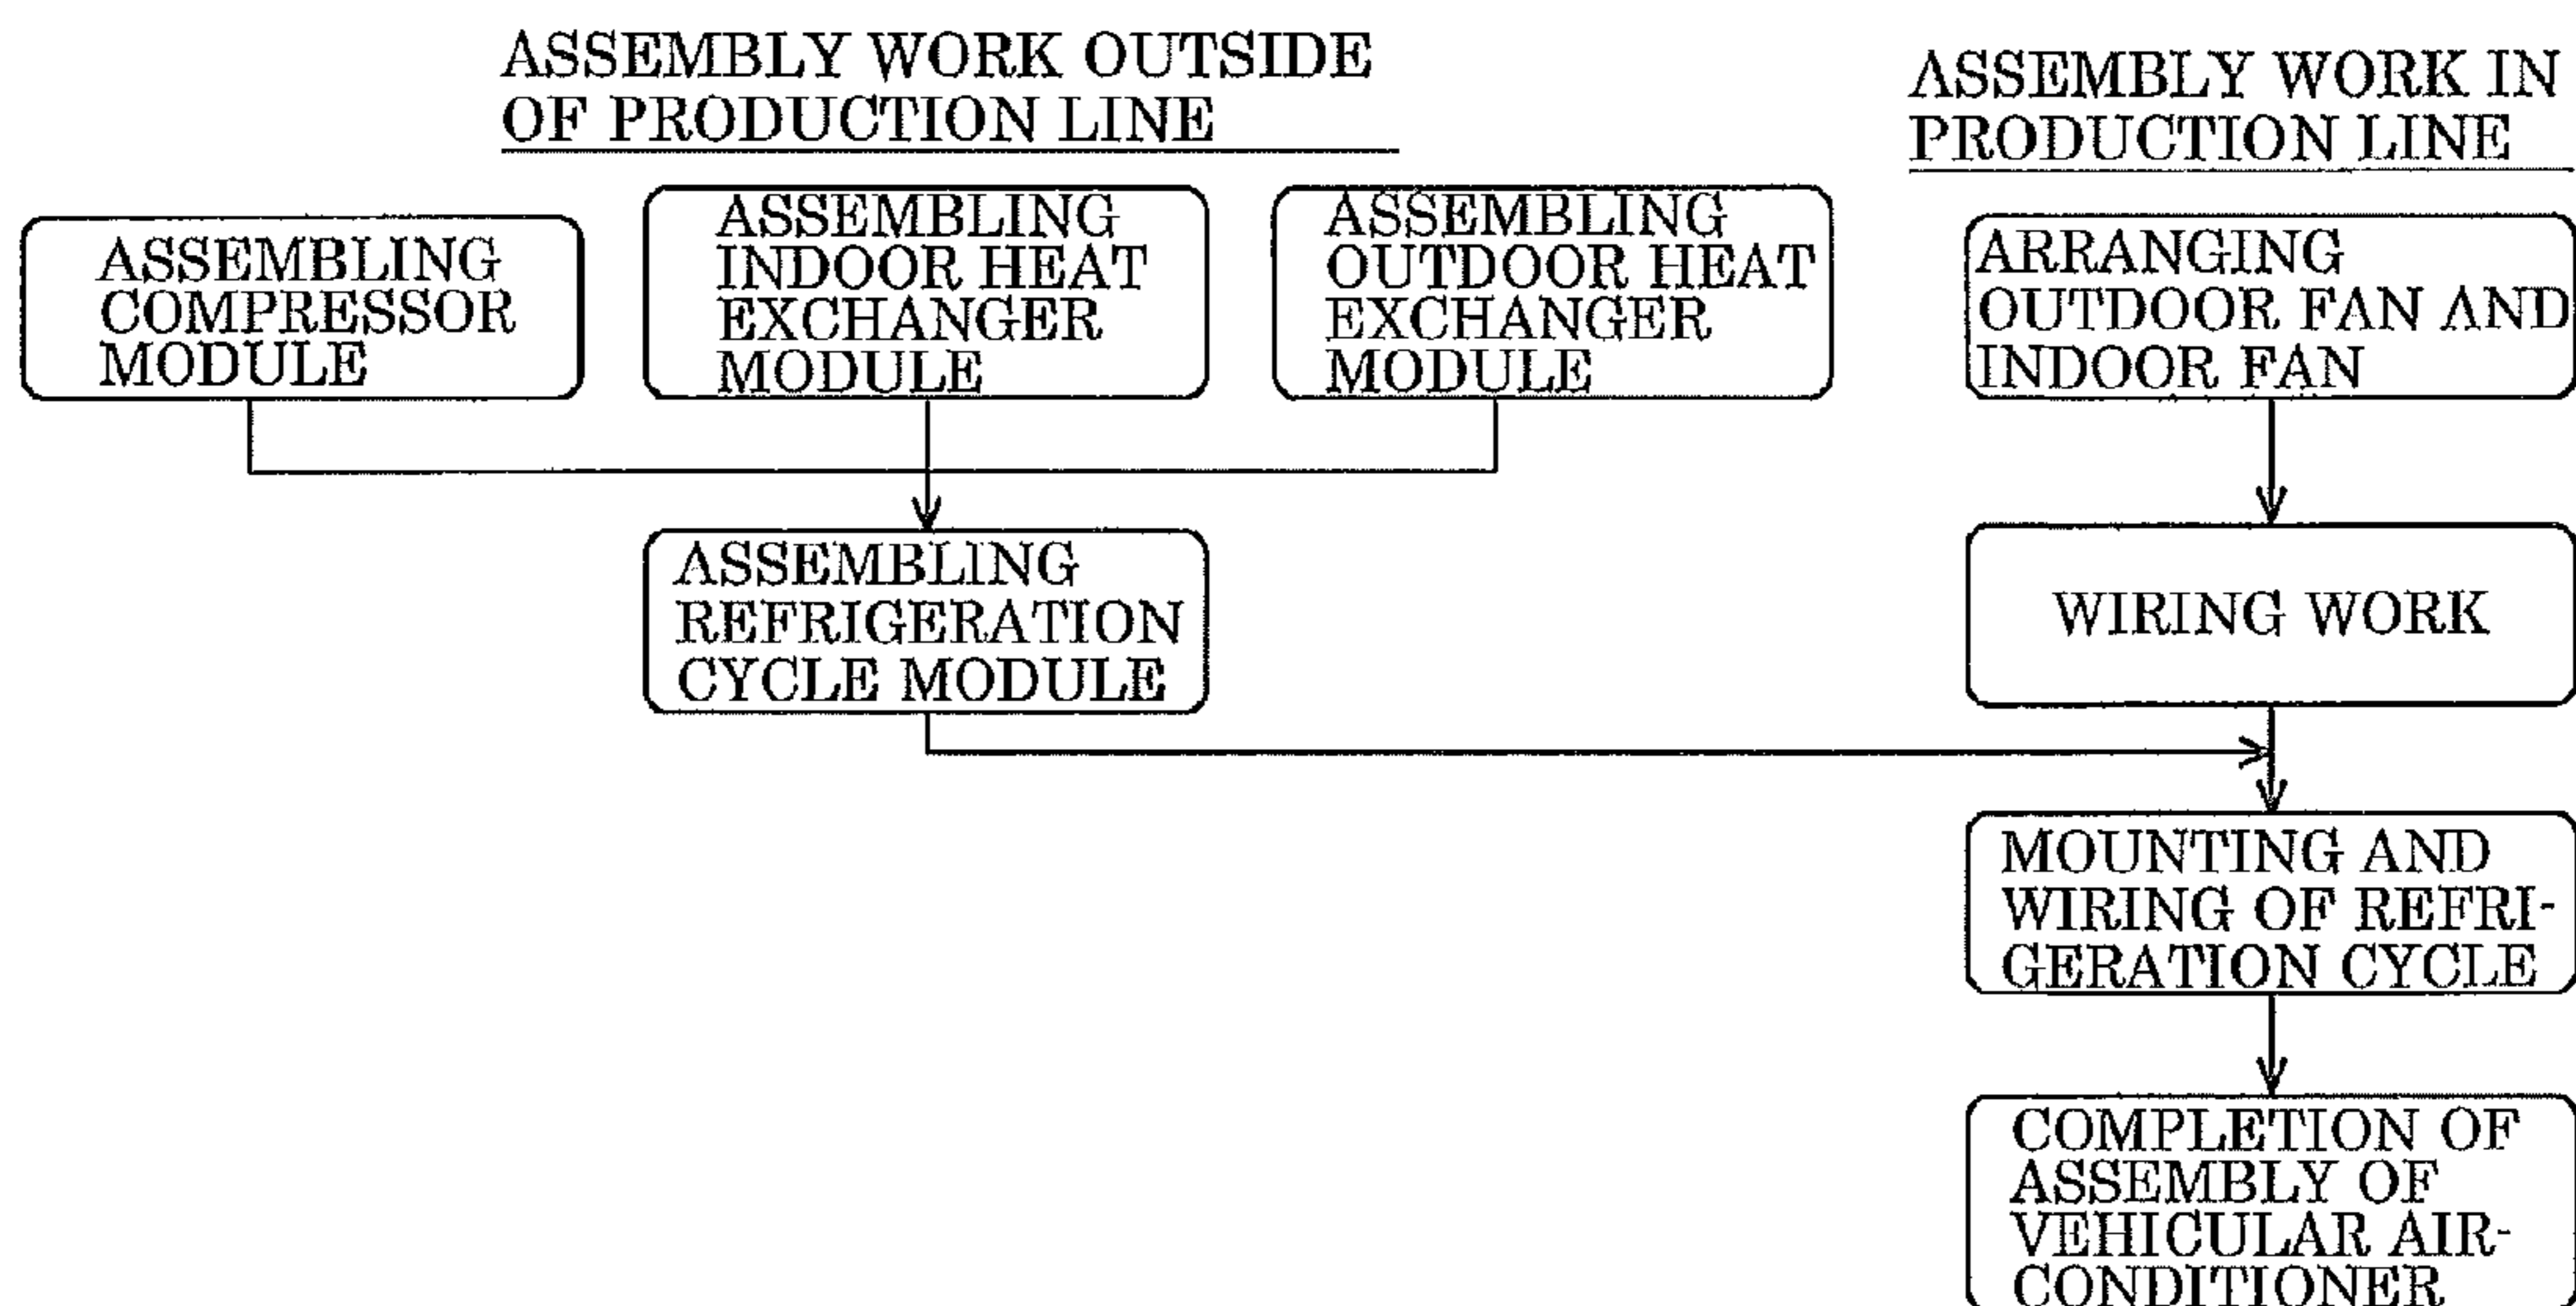 ASSEMBLY WORK OUTSIDE
OF PRODUCTION LINE
ASSEMBLY WORK IN
PRODUCTION LINE
ASSEMBLING
COMPRESSOR
MODULE
ASSEMBLING
INDOOR HEAT
EXCHANGER
MODULE
ASSEMBLING
OUTDOOR HEAT
EXCHANGER
MODULE
ARRANGING
OUTDOOR FAN AND
INDOOR FAN
ASSEMBLING
REFRIGERATION
CYCLE MODULE
WIRING WORK
MOUNTING AND
WIRING OF REFRI-
GERATION CYCLE
COMPLETION OF
ASSEMBLY OF
VEHICULAR AIR-
CONDITIONER